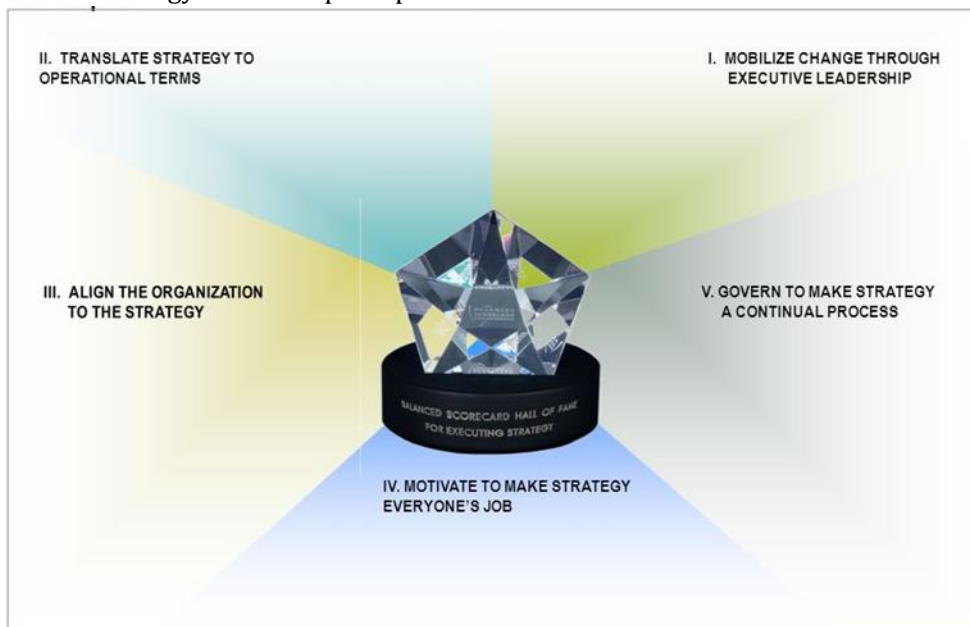 II. TRANSLATE STRATEGY TO
OPERATIONAL TERMS
I. MOBILIZE CHANGE THROUGH
EXECUTIVE LEADERSHIP
III. ALIGN THE ORGANIZATION
TO THE STRATEGY
V. GOVERN TO MAKE STRATEGY
A CONTINUAL PROCESS
BALANCED SCORECARD HALL OF FAME
FOR EXECUTING STRATEGY
IV. MOTIVATE TO MAKE STRATEGY
EVERYONE'S JOB